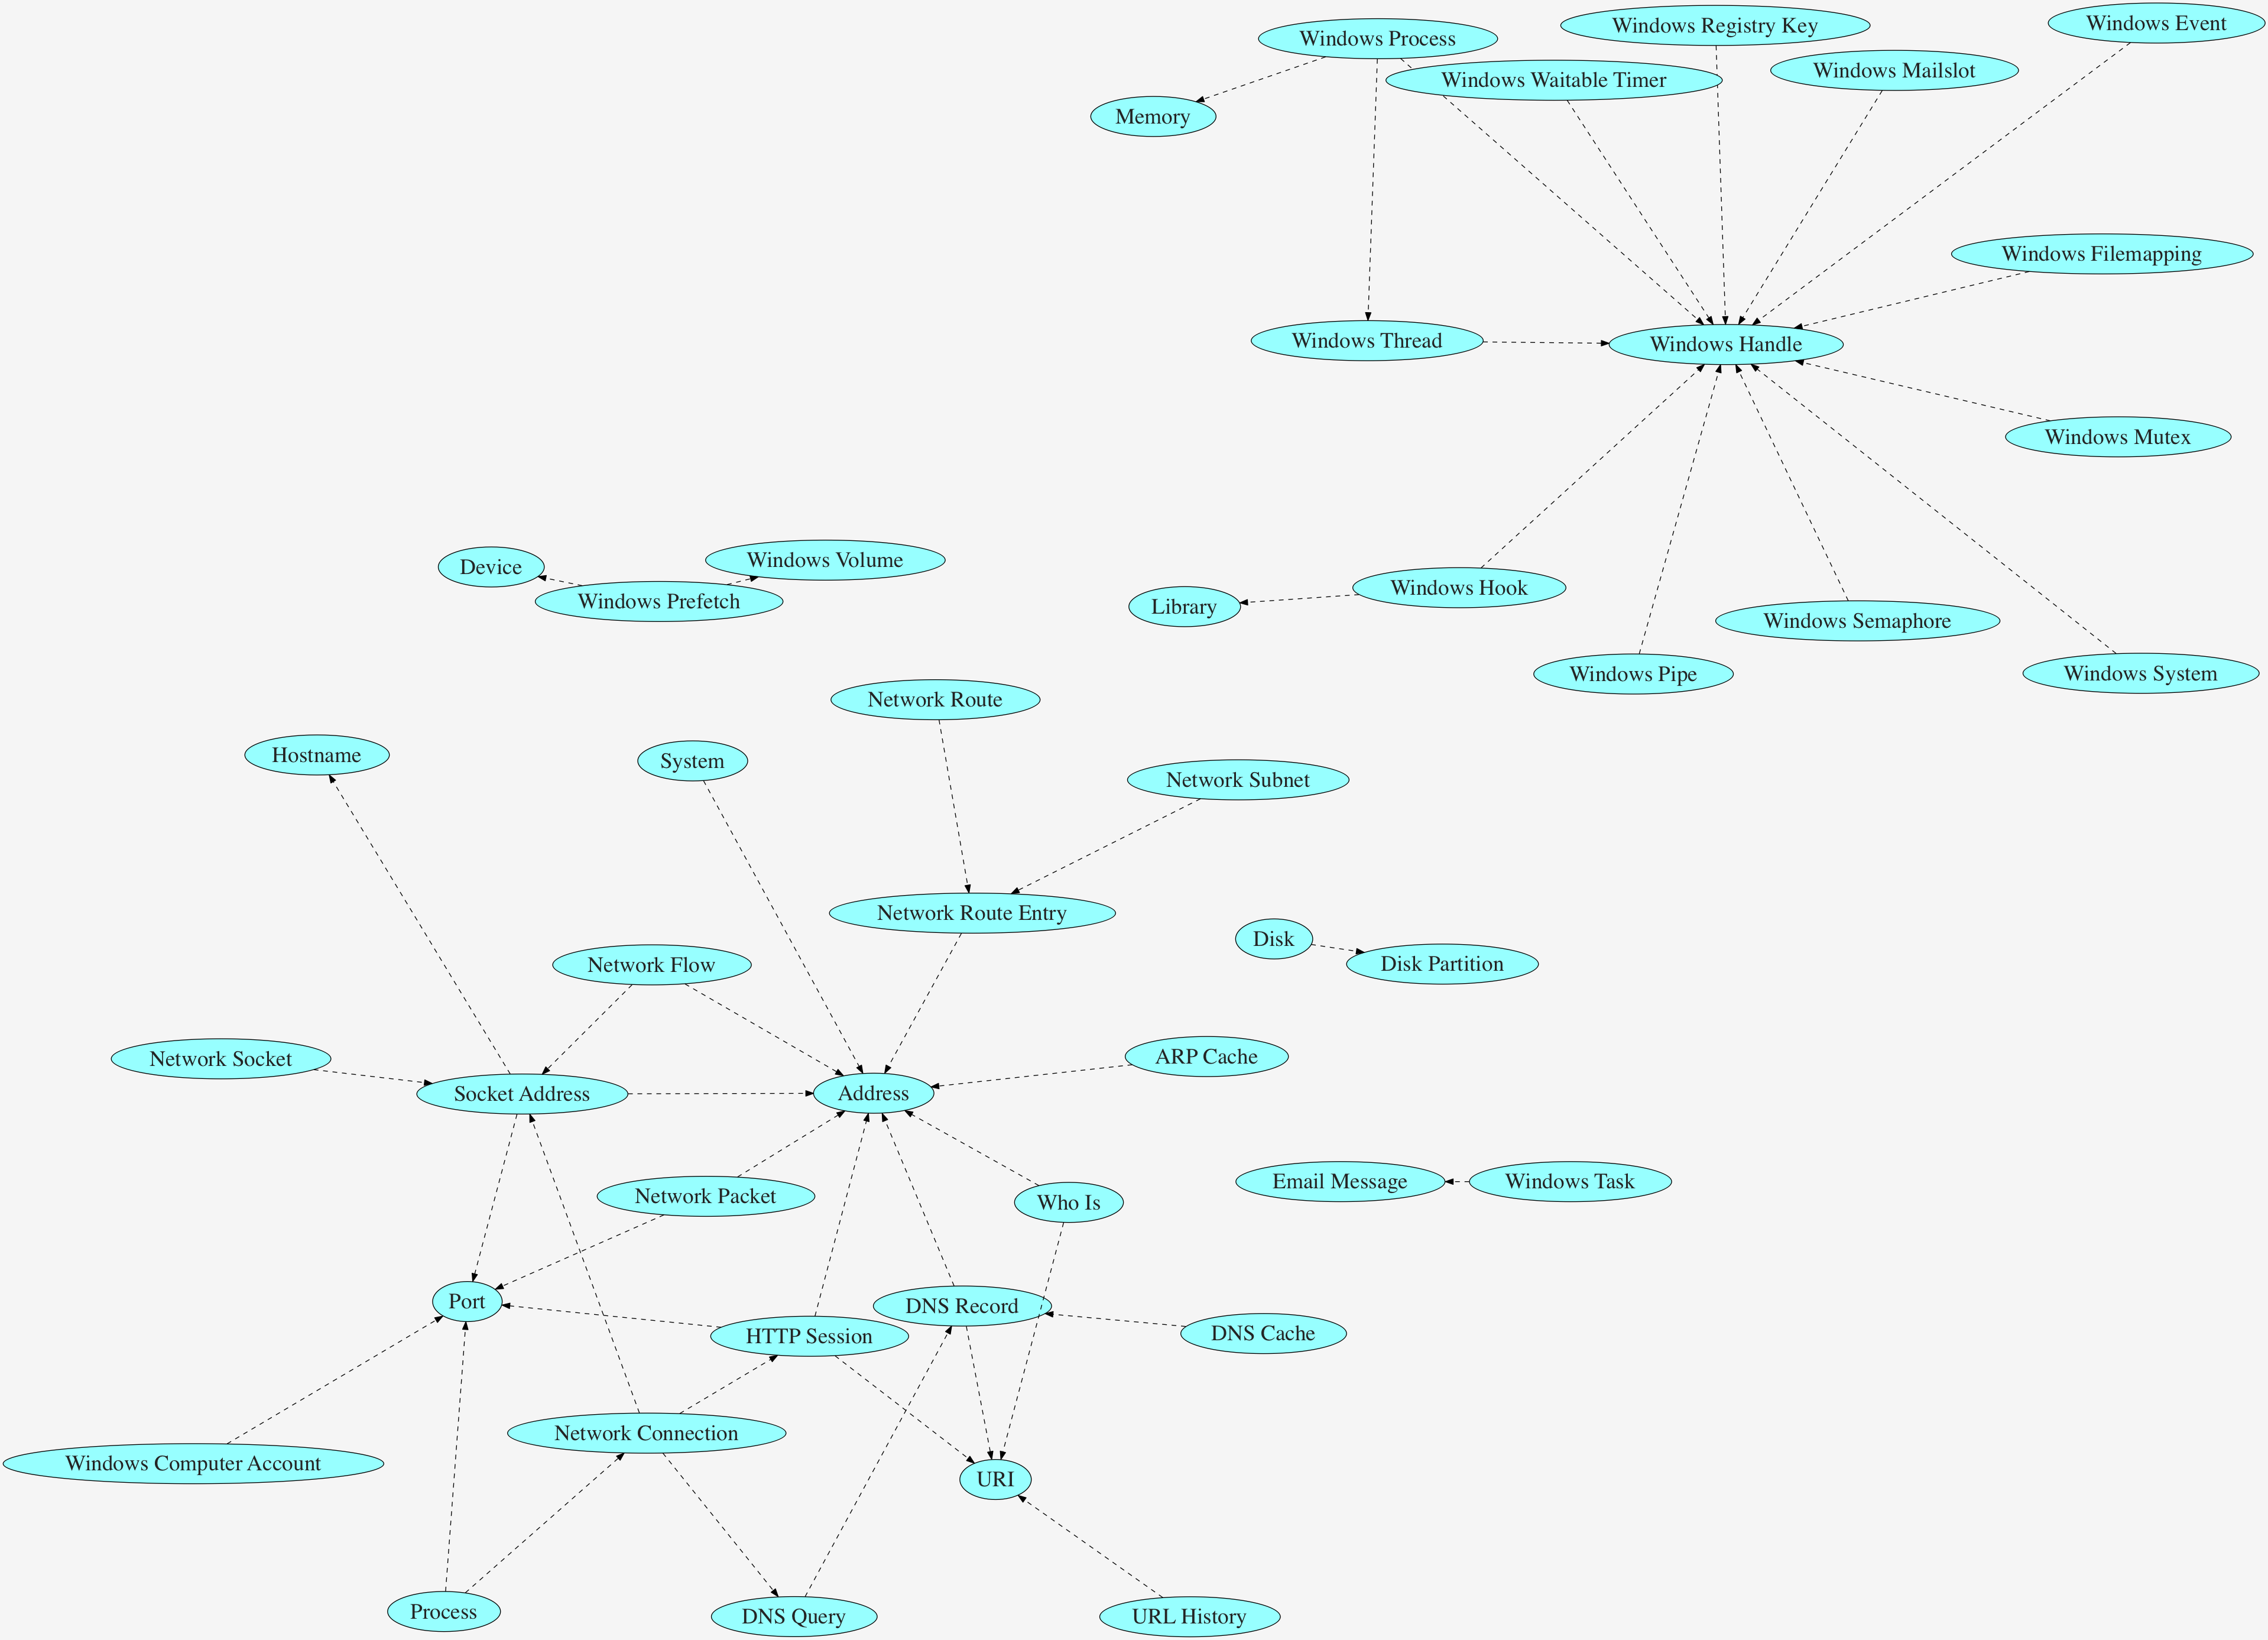 Windows Event
Windows Registry Key
Windows Process
Windows Mailslot
Windows Waitable Timer
Memory
Windows Filemapping
Windows Thread
Windows Handle
Windows Mutex
Windows Volume
Device
Windows Prefetch
Windows Hook
Library
Windows Semaphore
Windows Pipe
Windows System
Network Route
Hostname
System
Network Subnet
Network Route Entry
Disk
Network Flow
Disk Partition
Network Socket
ARP Cache
Socket Address
Address
Email Message
Windows Task
Network Packet
Who Is
Port
DNS Record
DNS Cache
HTTP Session
Network Connection
Windows Computer Account
URI
Process
DNS Query
URL History